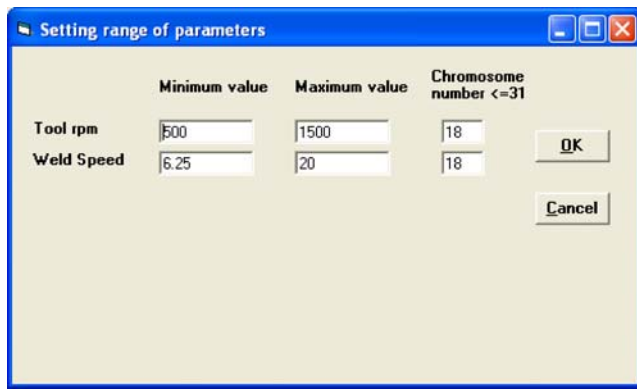 Setting range of parameters
Minimum value Maximum value Chromosome number <=31
Tool rpm 500 1500 18
Weld Speed 6.25 20 18
OK
Cancel